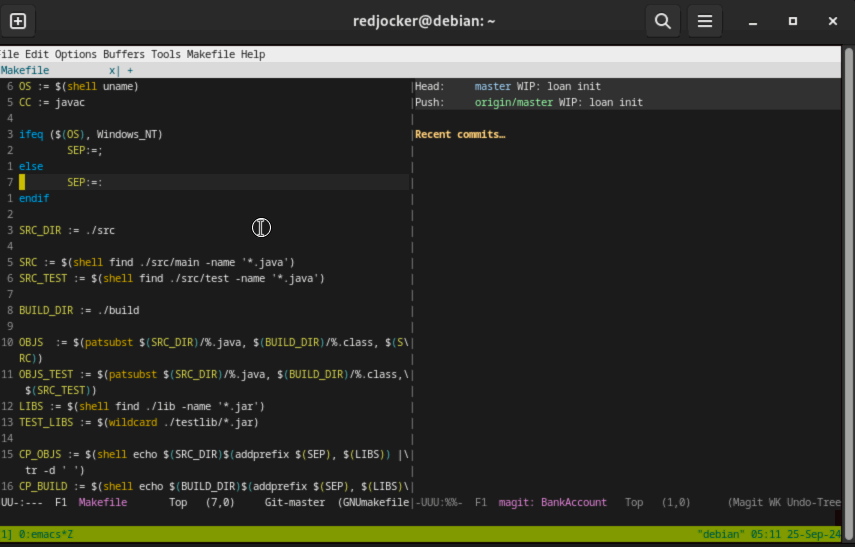 redjocker@debian: ~
ile Edit Options Buffers Tools Makefile Help
Makefile x| +
6 OS := $(shell uname)
5 CC := javac
4
3 ifeq ($(OS), Windows_NT)
2 SEP:=;
1 else
7 SEP:=:
1 endif
2
3 SRC_DIR := ./src
4
5 SRC := $(shell find ./src/main -name '*.java')
6 SRC_TEST := $(shell find ./src/test -name '*.java')
7
8 BUILD_DIR := ./build
9
10 OBJS := $(patsubst $(SRC_DIR)/%.java, $(BUILD_DIR)/%.class, $(S\
RC))
11 OBJS_TEST := $(patsubst $(SRC_DIR)/%.java, $(BUILD_DIR)/%.class,\
$(SRC_TEST))
12 LIBS := $(shell find ./lib -name '*.jar')
13 TEST_LIBS := $(wildcard ./testlib/*.jar)
14
15 CP_OBJS := $(shell echo $(SRC_DIR)$(addprefix $(SEP), $(LIBS)) |\
tr -d ' ')
16 CP_BUILD := $(shell echo $(BUILD_DIR)$(addprefix $(SEP), $(LIBS)\
UU-:--- F1 Makefile Top (7,0) Git-master (GNUmakefile
Head: master WIP: loan init
Push: origin/master WIP: loan init
Recent commits…
-UUU:%%- F1 magit: BankAccount Top (1,0) (Magit WK Undo-Tree
1] 0:emacs*Z "debian" 05:11 25-Sep-24